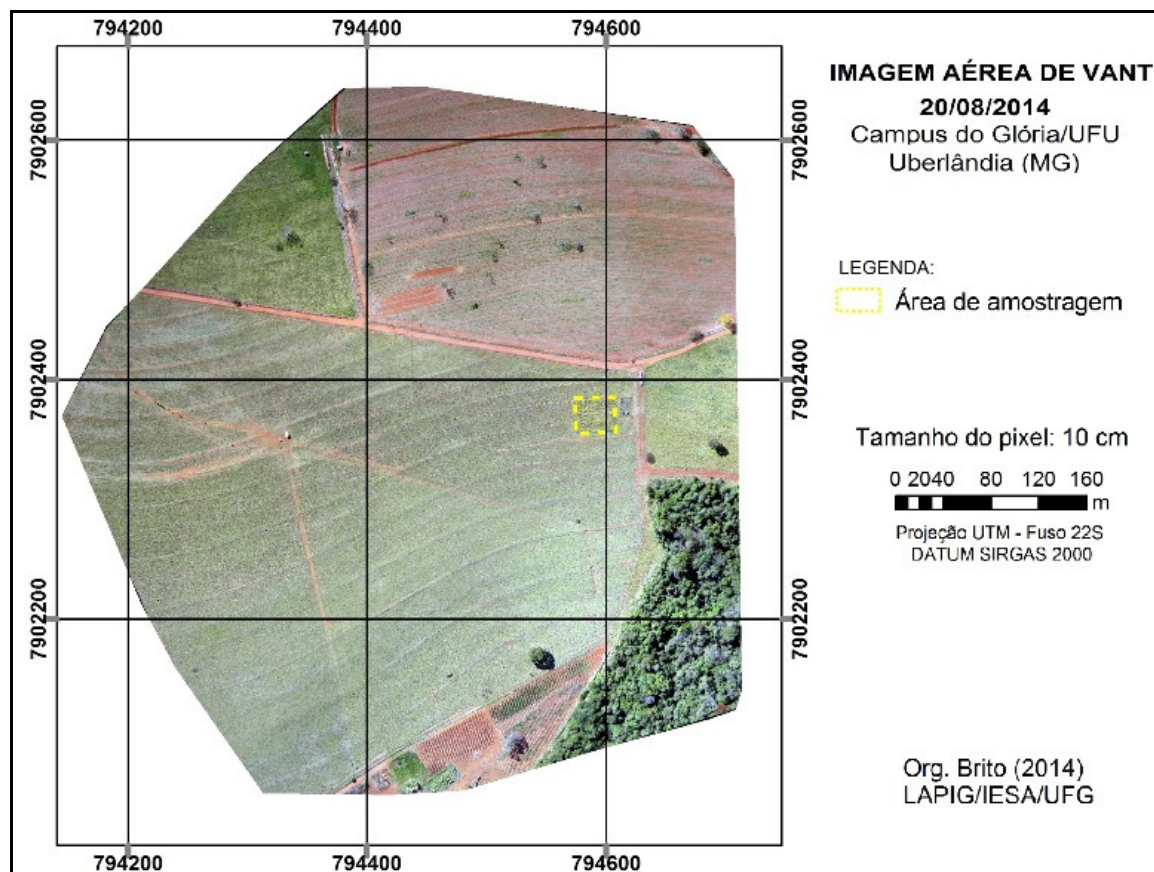 794200 794400 794600
7902600 7902600
7902400 7902400
7902200 7902200
794200 794400 794600
IMAGEM AÉREA DE VANT
20/08/2014
Campus do Glória/UFU
Uberlândia (MG)
LEGENDA:
Área de amostragem
Tamanho do pixel: 10 cm
0 2040 80 120 160
m
Projeção UTM - Fuso 22S
DATUM SIRGAS 2000
Org. Brito (2014)
LAPIG/IESA/UFG